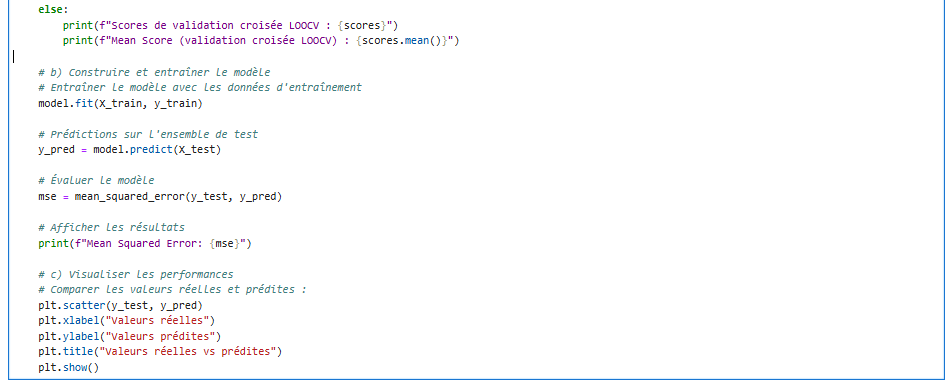 else:
print(f"Scores de validation croisée LOOCV : {scores}")
print(f"Mean Score (validation croisée LOOCV) : {scores.mean()}")
# b) Construire et entraîner le modèle
# Entraîner le modèle avec les données d'entraînement
model.fit(X_train, y_train)
# Prédictions sur l'ensemble de test
y_pred = model.predict(X_test)
# Évaluer le modèle
mse = mean_squared_error(y_test, y_pred)
# Afficher les résultats
print(f"Mean Squared Error: {mse}")
# c) Visualiser les performances
# Comparer les valeurs réelles et prédites :
plt.scatter(y_test, y_pred)
plt.xlabel("Valeurs réelles")
plt.ylabel("Valeurs prédites")
plt.title("Valeurs réelles vs prédites")
plt.show()